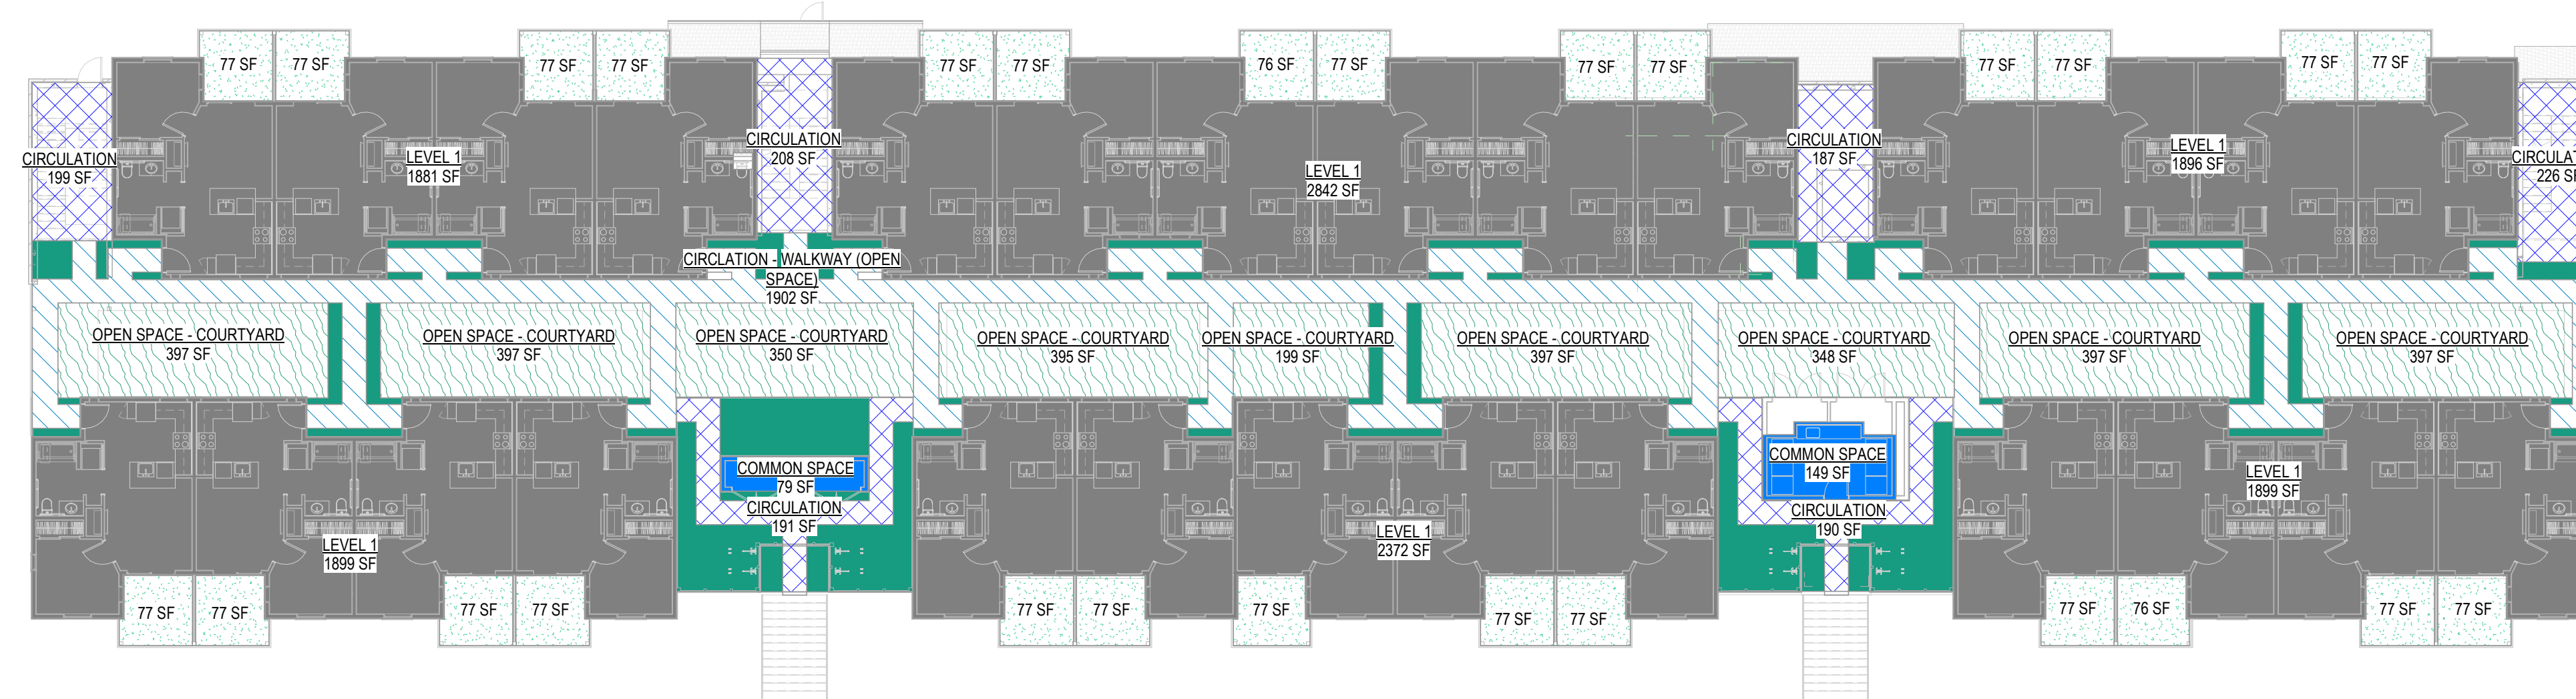 77 SF
77 SF
77 SF
77 SF
77 SF
77 SF
76 SF
77 SF
77 SF
77 SF
77 SF
77 SF
77 SF
77 SF
CIRCULATION
199 SF
LEVEL 1
1881 SF
CIRCULATION
208 SF
LEVEL 1
2842 SF
CIRCULATION
187 SF
LEVEL 1
1896 SF
CIRCULAT
226 SF
CIRCLATION - WALKWAY (OPEN
SPACE)
1902 SF
OPEN SPACE - COURTYARD
397 SF
OPEN SPACE - COURTYARD
397 SF
OPEN SPACE - COURTYARD
350 SF
OPEN SPACE - COURTYARD
395 SF
OPEN SPACE - COURTYARD
199 SF
OPEN SPACE - COURTYARD
397 SF
OPEN SPACE - COURTYARD
348 SF
OPEN SPACE - COURTYARD
397 SF
OPEN SPACE - COURTYARD
397 SF
LEVEL 1
1899 SF
COMMON SPACE
79 SF
CIRCULATION
191 SF
LEVEL 1
2372 SF
COMMON SPACE
149 SF
CIRCULATION
190 SF
LEVEL 1
1899 SF
77 SF
77 SF
77 SF
77 SF
77 SF
77 SF
77 SF
77 SF
77 SF
77 SF
76 SF
77 SF
77 SF